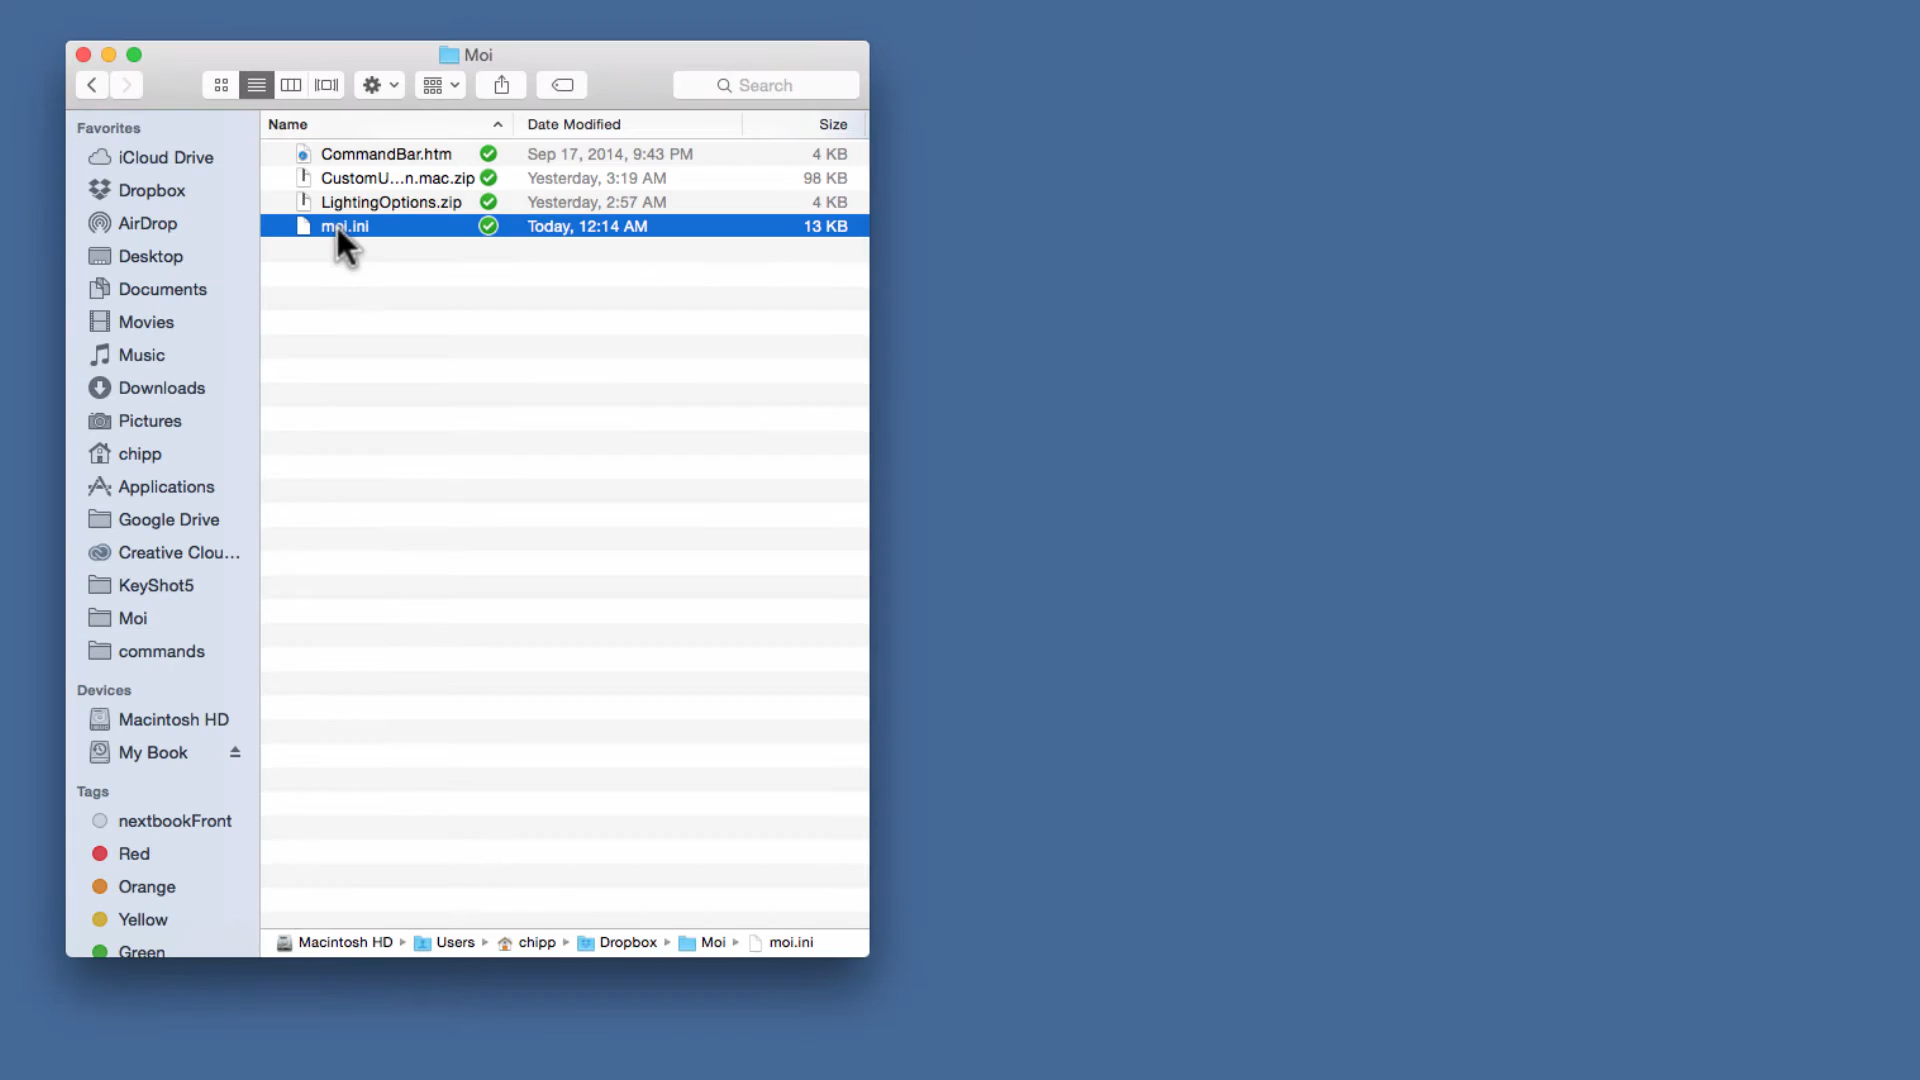 Moi
Search
Favorites
iCloud Drive
Dropbox
AirDrop
Desktop
Documents
Movies
Music
Downloads
Pictures
chipp
Applications
Google Drive
Creative Clou...
KeyShot5
Moi
commands
Devices
Macintosh HD
My Book
Tags
nextbookFront
Red
Orange
Yellow
Green
Name Date Modified Size
CommandBar.htm Sep 17, 2014, 9:43 PM 4 KB
CustomU...n.mac.zip Yesterday, 3:19 AM 98 KB
LightingOptions.zip Yesterday, 2:57 AM 4 KB
moi.ini Today, 12:14 AM 13 KB
Macintosh HD Users chipp Dropbox Moi moi.ini